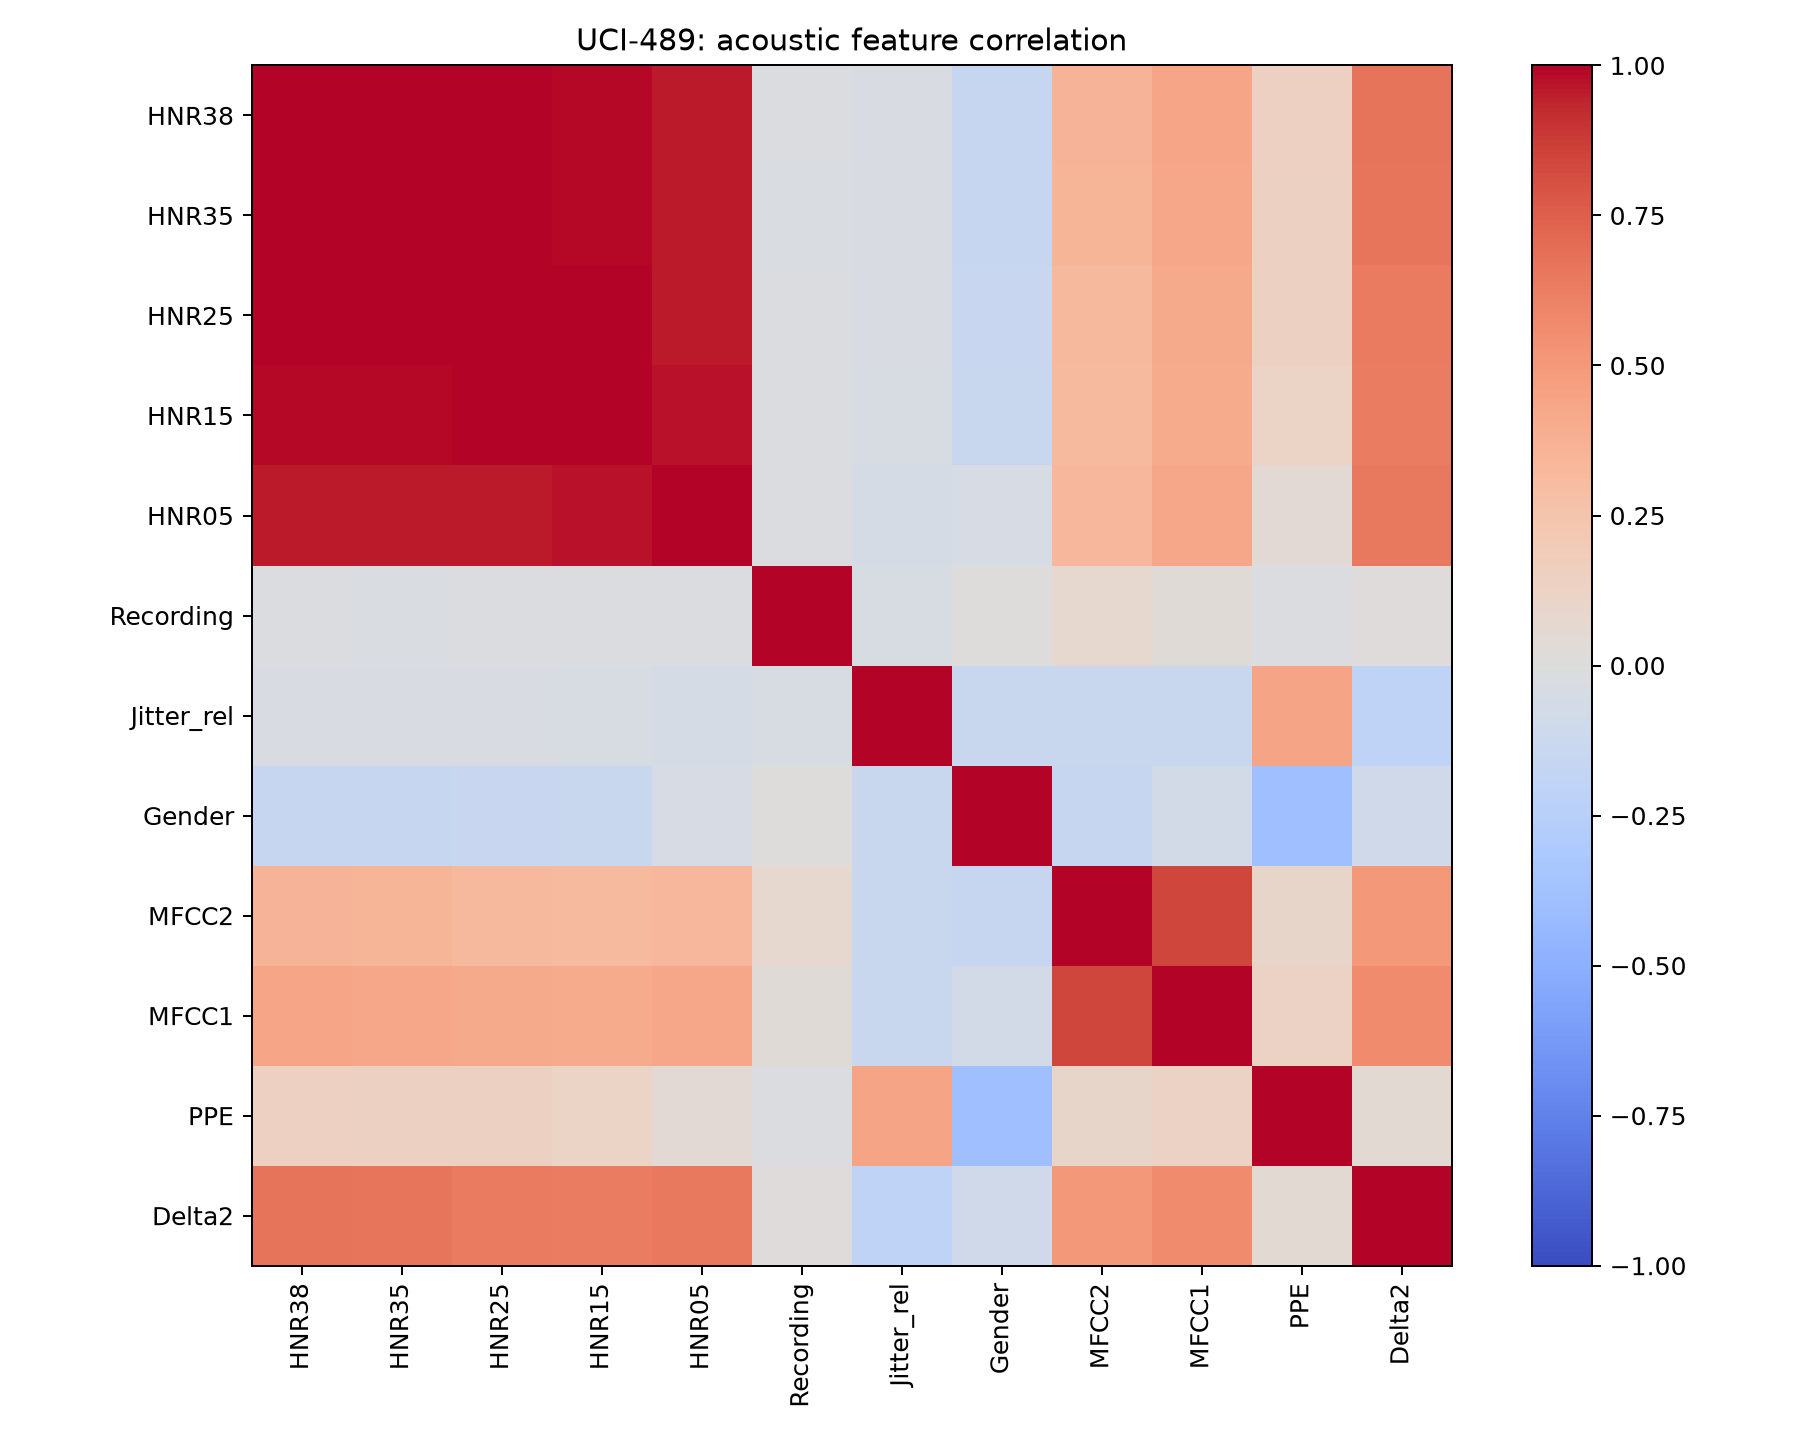 UCI-489: acoustic feature correlation
HNR38
HNR35
HNR25
HNR15
HNR05
Recording
Jitter_rel
Gender
MFCC2
MFCC1
PPE
Delta2
HNR38
HNR35
HNR25
HNR15
HNR05
Recording
Jitter_rel
Gender
MFCC2
MFCC1
PPE
Delta2
1.00
0.75
0.50
0.25
0.00
−0.25
−0.50
−0.75
−1.00